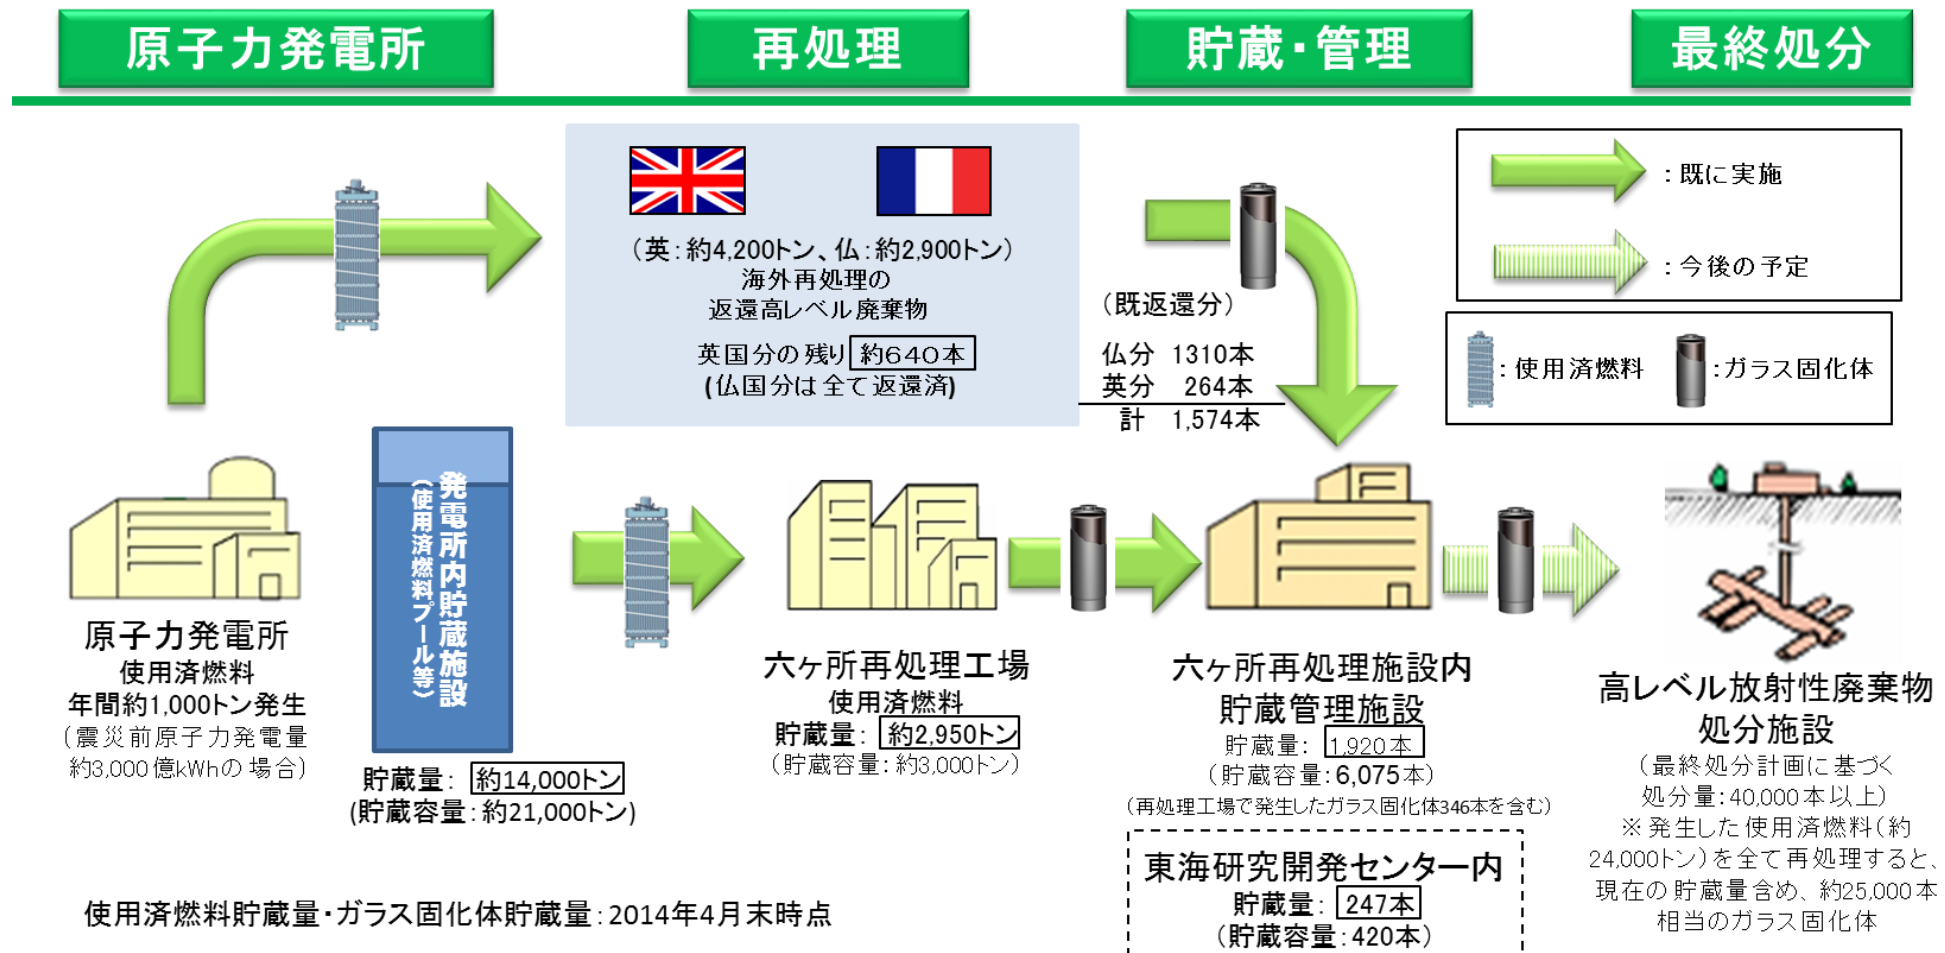 原子力発電所
再処理
貯蔵・管理
最終処分
(英:約4,200トン、仏:約2,900トン)
海外再処理の
返還高レベル廃棄物
英国分の残り 約640本
(仏国分は全て返還済)
(既返還分)
仏分 1310本
英分 264本
計 1,574本
:既に実施
:今後の予定
:使用済燃料
:ガラス固化体
発電所内貯蔵施設
(使用済燃料プール等)
原子力発電所
使用済燃料
年間約1,000トン発生
(震災前原子力発電量
約3,000億kWhの場合)
貯蔵量: 約14,000トン
(貯蔵容量:約21,000トン)
六ヶ所再処理工場
使用済燃料
貯蔵量: 約2,950トン
(貯蔵容量:約3,000トン)
六ヶ所再処理施設内
貯蔵管理施設
貯蔵量: 1,920本
(貯蔵容量:6,075本)
(再処理工場で発生したガラス固化体346本を含む)
東海研究開発センター内
貯蔵量: 247本
(貯蔵容量:420本)
高レベル放射性廃棄物
処分施設
(最終処分計画に基づく
処分量:40,000本以上)
※発生した使用済燃料(約
24,000トン)を全て再処理すると、
現在の貯蔵量含め、約25,000本
相当のガラス固化体
使用済燃料貯蔵量・ガラス固化体貯蔵量:2014年4月末時点